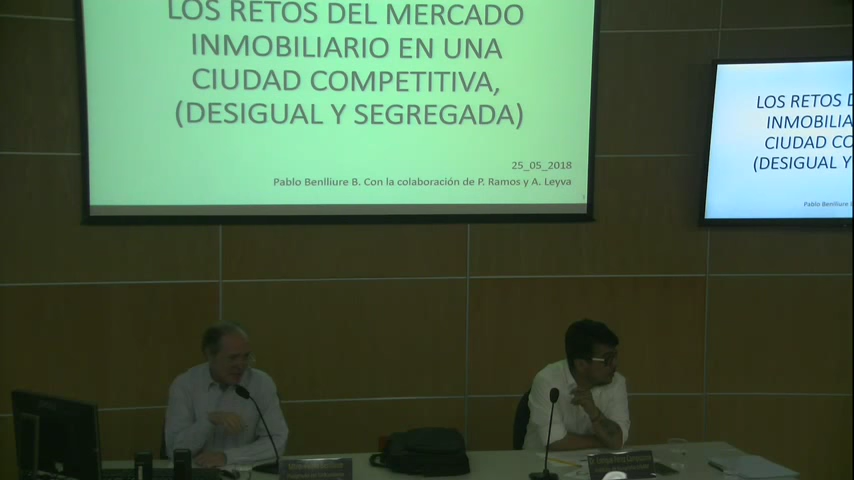 LOS RETOS DEL MERCADO
INMOBILIARIO EN UNA
CIUDAD COMPETITIVA,
(DESIGUAL Y SEGREGADA)
25_05_2018
Pablo Benlliure B. Con la colaboración de P. Ramos y A. Leyva
LOS RETOS D
INMOBILIA
CIUDAD CO
(DESIGUAL Y
Pablo Benlliure B